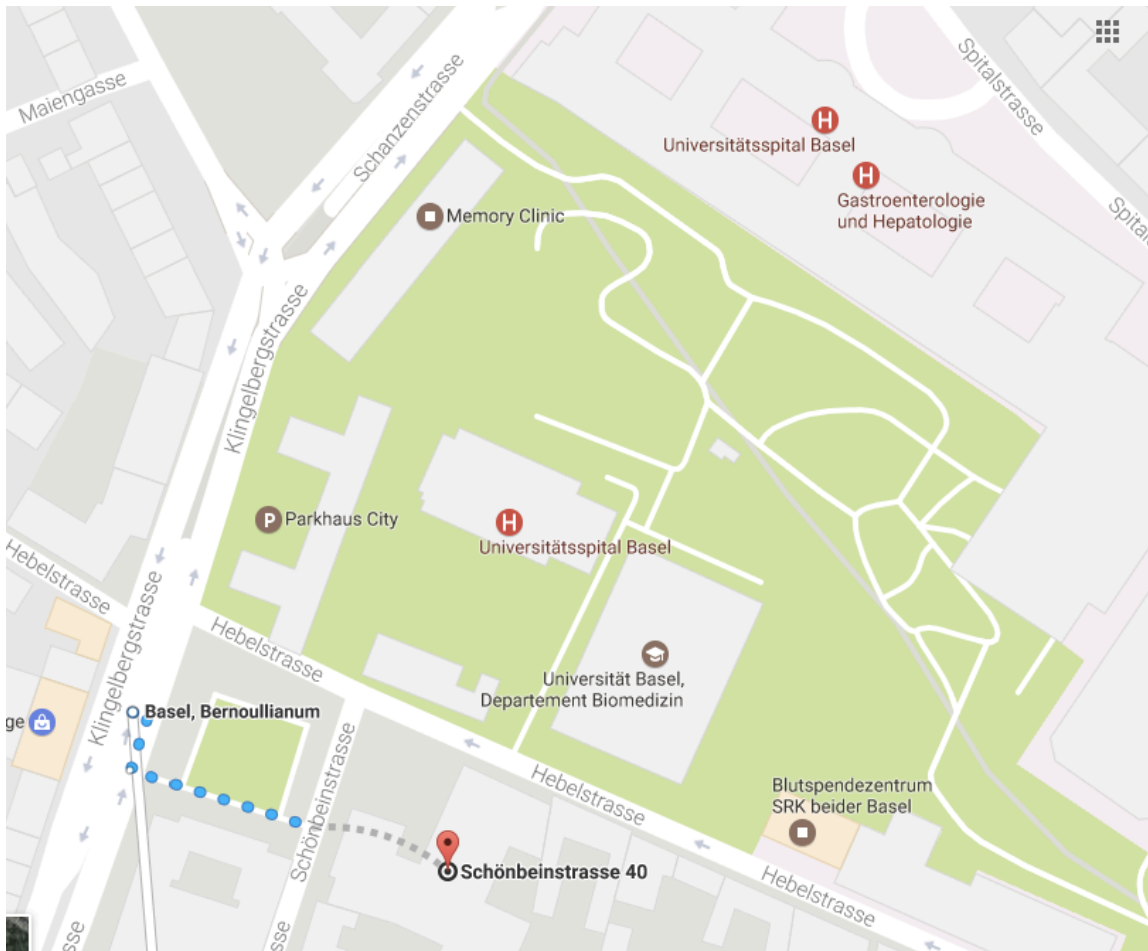 Maiengasse
Schanzenstrasse
Spitalstrasse
H
Universitätsspital Basel
H
Gastroenterologie
und Hepatologie
Spital
Memory Clinic
Klingelbergstrasse
P
Parkhaus City
H
Universitätsspital Basel
Hebelstrasse
Klingelbergstrasse
Hebelstrasse
Universität Basel,
Departement Biomedizin
ge
Basel, Bernoullianum
Schönbeinstrasse
Hebelstrasse
Blutspendezentrum
SRK beider Basel
Schönbeinstrasse 40
Hebelstrasse
sse
asse